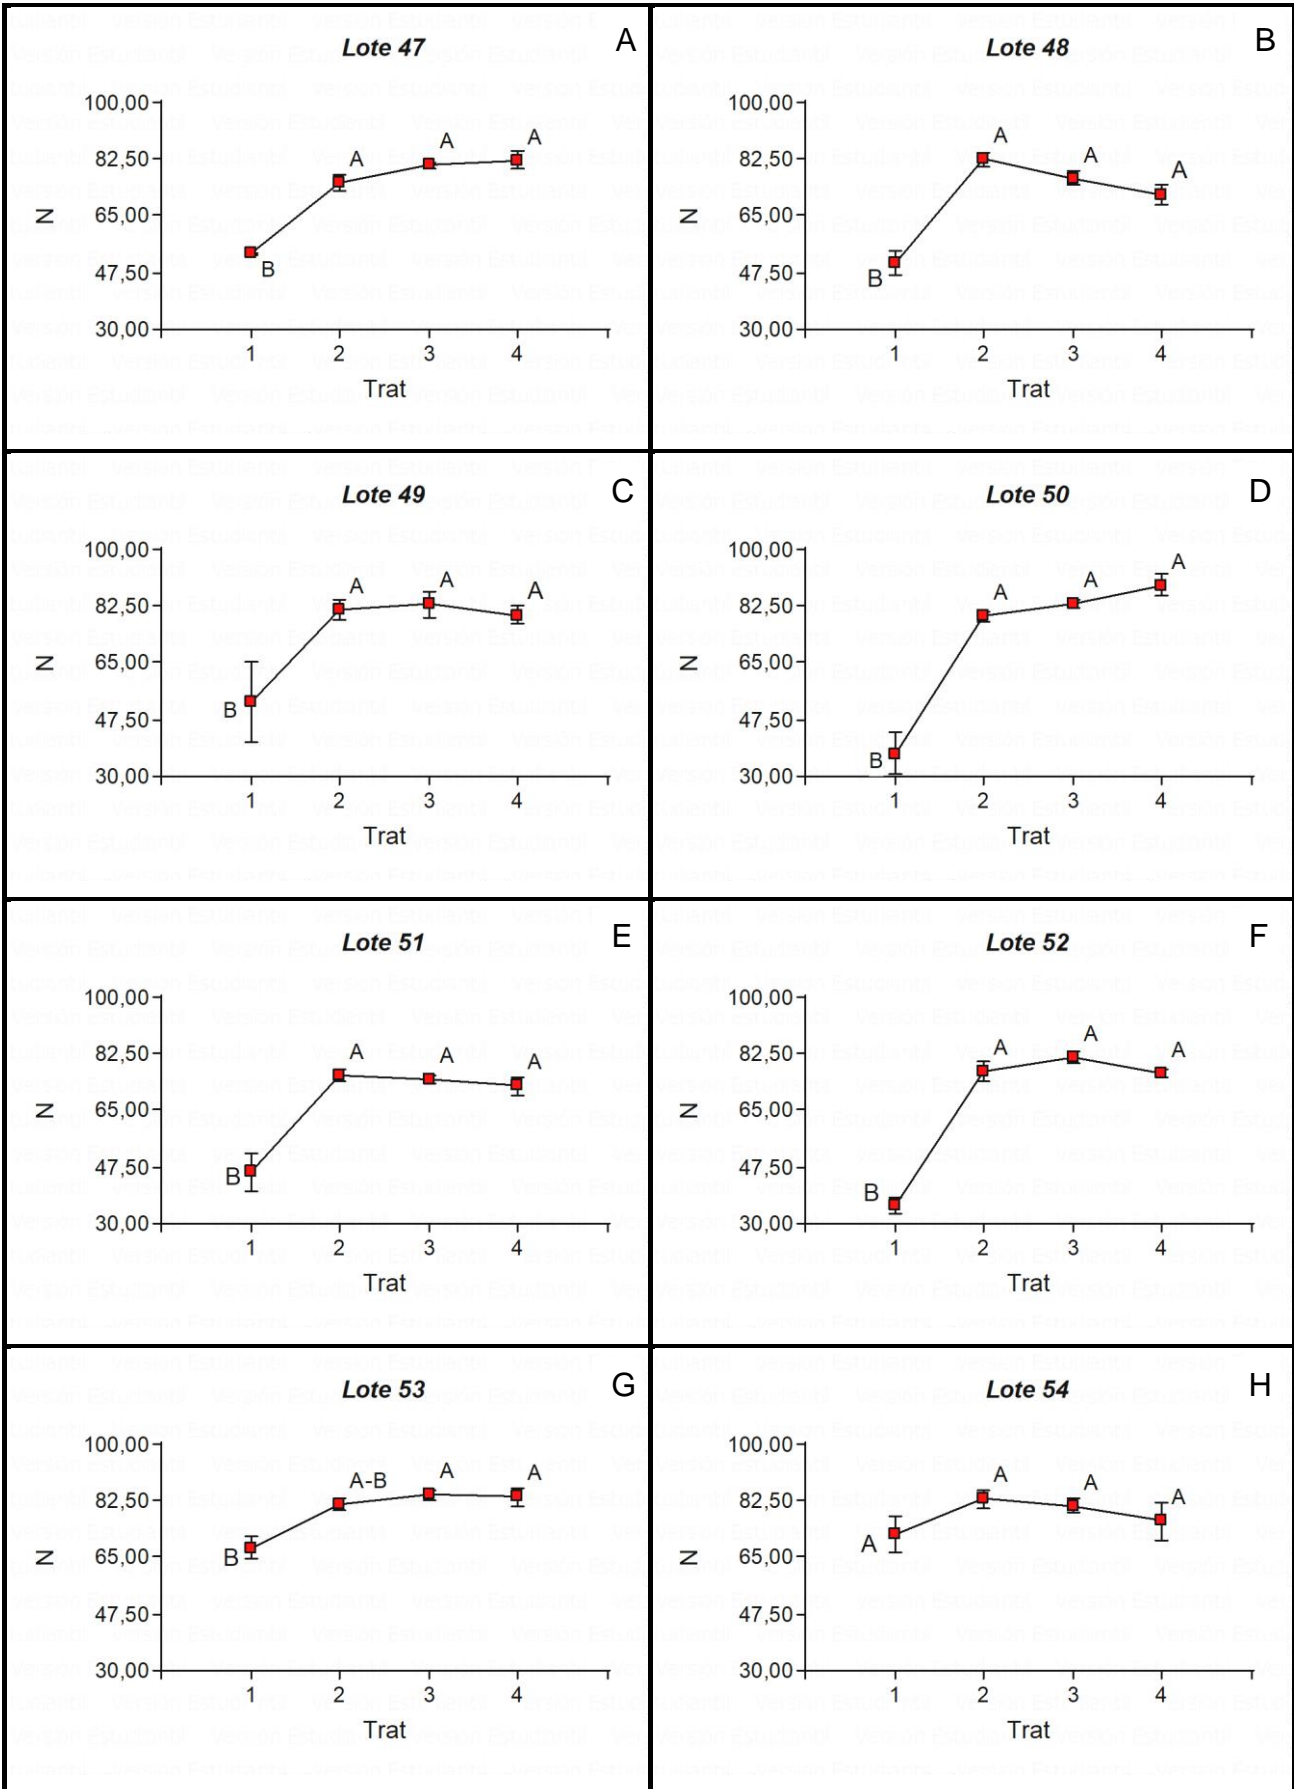 Lote 47 A
100,00
82,50
65,00
47,50
30,00
N
A
A
A
B
1 2 3 4
Trat
Lote 48 B
100,00
82,50
65,00
47,50
30,00
N
A
A
A
B
1 2 3 4
Trat
Lote 49 C
100,00
82,50
65,00
47,50
30,00
N
A
A
A
B
1 2 3 4
Trat
Lote 50 D
100,00
82,50
65,00
47,50
30,00
N
A
A
A
B
1 2 3 4
Trat
Lote 51 E
100,00
82,50
65,00
47,50
30,00
N
A
A
A
B
1 2 3 4
Trat
Lote 52 F
100,00
82,50
65,00
47,50
30,00
N
A
A
A
B
1 2 3 4
Trat
Lote 53 G
100,00
82,50
65,00
47,50
30,00
N
A-B
A
A
B
1 2 3 4
Trat
Lote 54 H
100,00
82,50
65,00
47,50
30,00
N
A
A
A
A
1 2 3 4
Trat